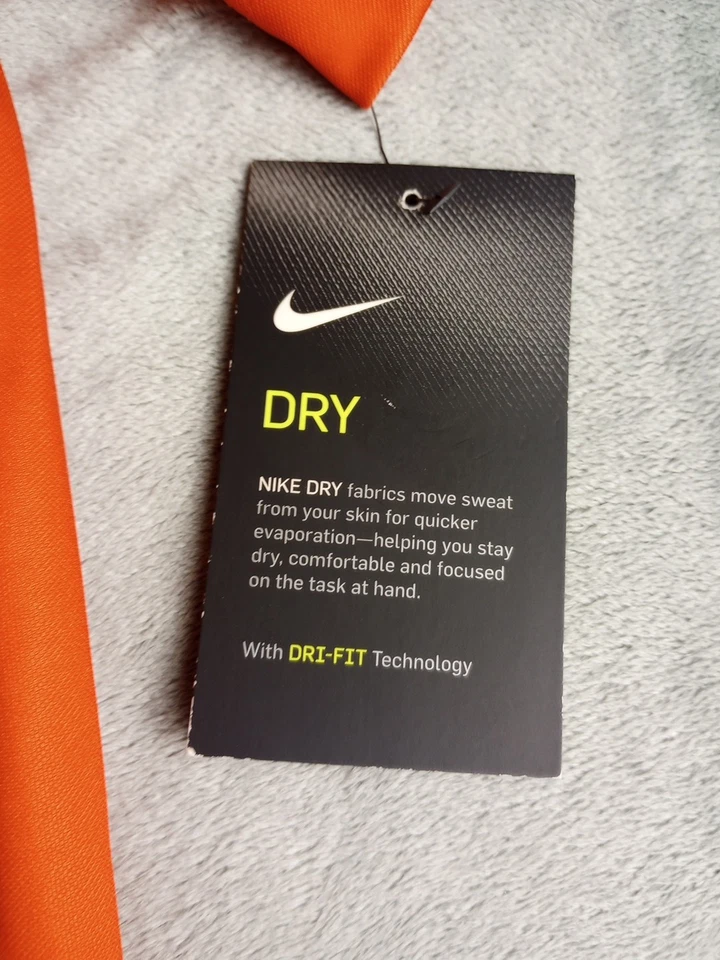 DRY
NIKE DRY fabrics move sweat
from your skin for quicker
evaporation—helping you stay
dry, comfortable and focused
on the task at hand.
With DRI-FIT Technology